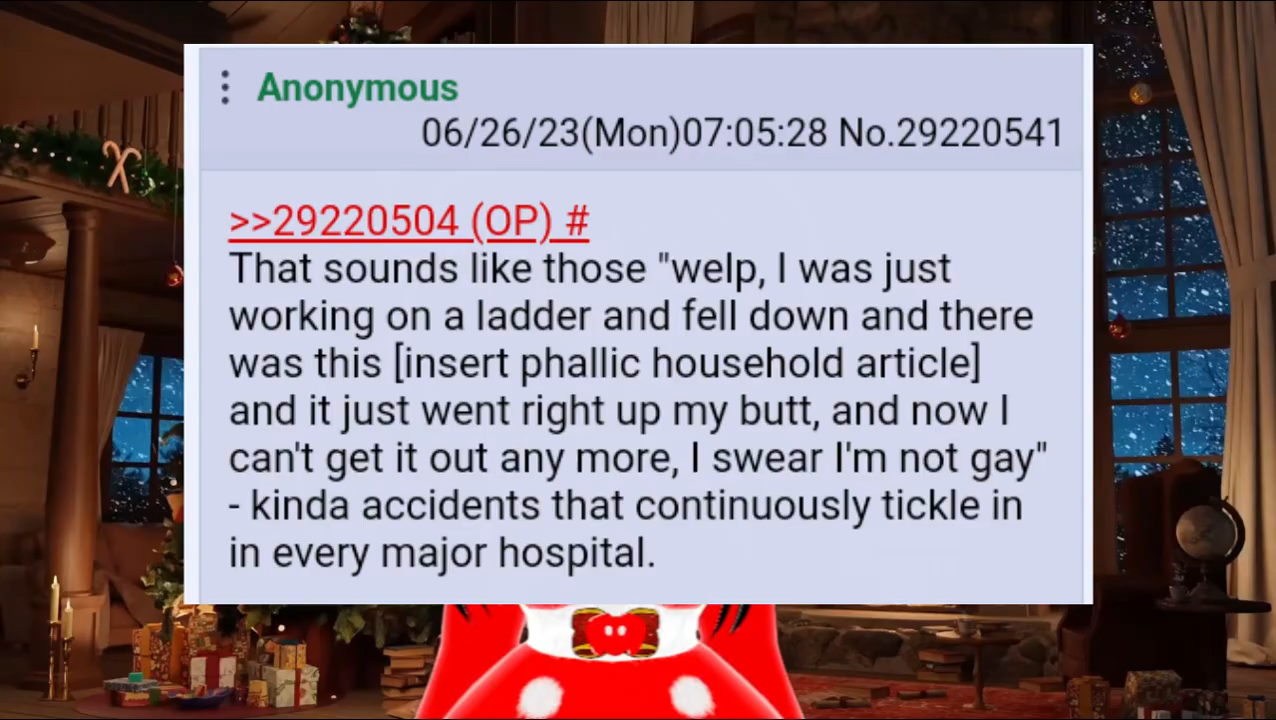 Anonymous
06/26/23(Mon)07:05:28 No.29220541
>>29220504 (OP) #
That sounds like those "welp, I was just
working on a ladder and fell down and there
was this [insert phallic household article]
and it just went right up my butt, and now I
can't get it out any more, I swear I'm not gay"
- kinda accidents that continuously tickle in
in every major hospital.